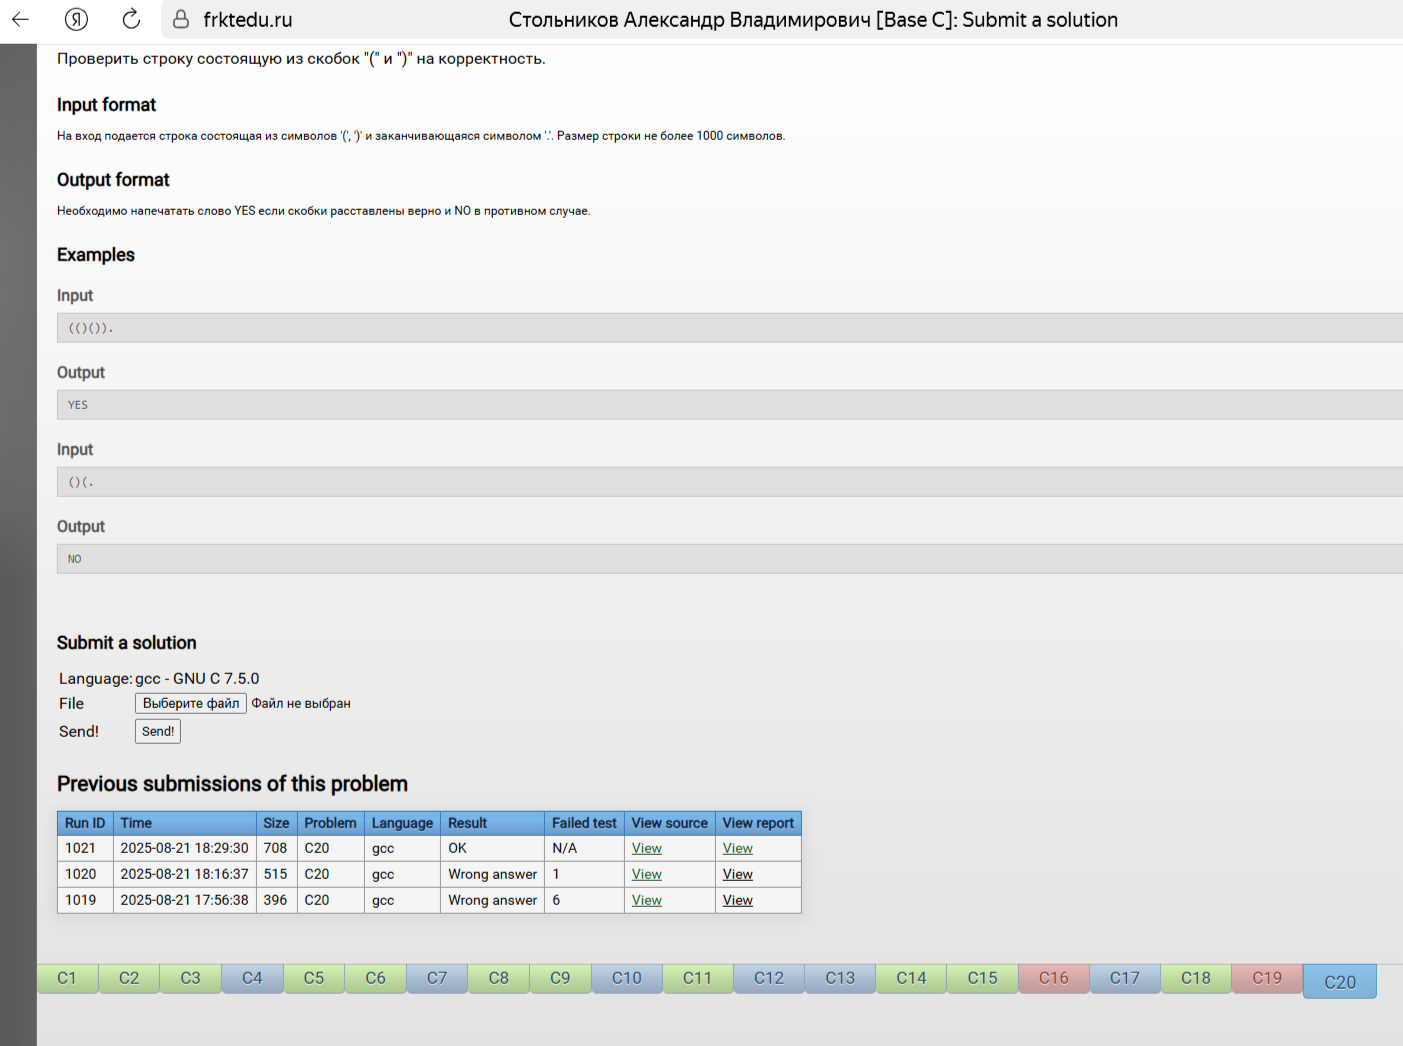 frktedu.ru Стольников Александр Владимирович [Base C]: Submit a solution
Проверить строку состоящую из скобок "(" и ")" на корректность.
Input format
На вход подается строка состоящая из символов '(', ')' и заканчивающаяся символом '.'. Размер строки не более 1000 символов.
Output format
Необходимо напечатать слово YES если скобки расставлены верно и NO в противном случае.
Examples
Input
(()()).
Output
YES
Input
()(.
Output
NO
Submit a solution
Language: gcc - GNU C 7.5.0
File Выберите файл Файл не выбран
Send! Send!
Previous submissions of this problem
Run ID Time Size Problem Language Result Failed test View source View report
1021 2025-08-21 18:29:30 708 C20 gcc OK N/A View View
1020 2025-08-21 18:16:37 515 C20 gcc Wrong answer 1 View View
1019 2025-08-21 17:56:38 396 C20 gcc Wrong answer 6 View View
C1 C2 C3 C4 C5 C6 C7 C8 C9 C10 C11 C12 C13 C14 C15 C16 C17 C18 C19 C20